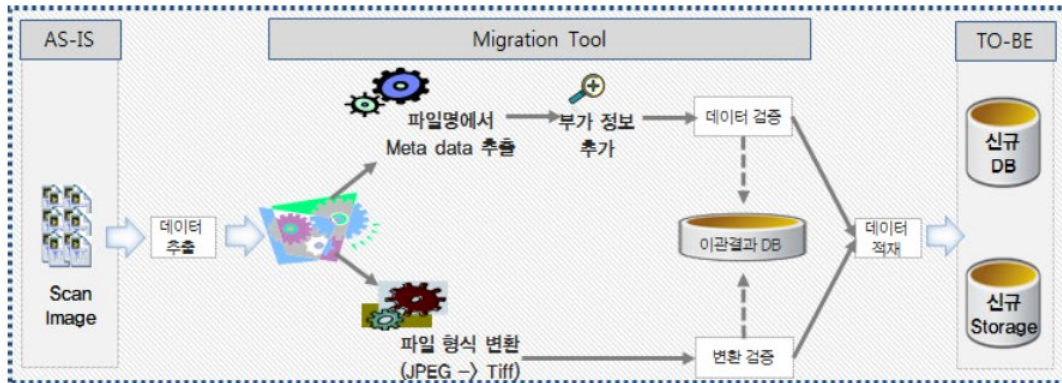 AS-IS
Migration Tool
TO-BE
Scan
Image
데이터
추출
파일명에서
Meta data 추출
부가 정보
추가
데이터 검증
이관결과 DB
파일 형식 변환
(JPEG -> Tiff)
변환 검증
데이터
적재
신규
DB
신규
Storage